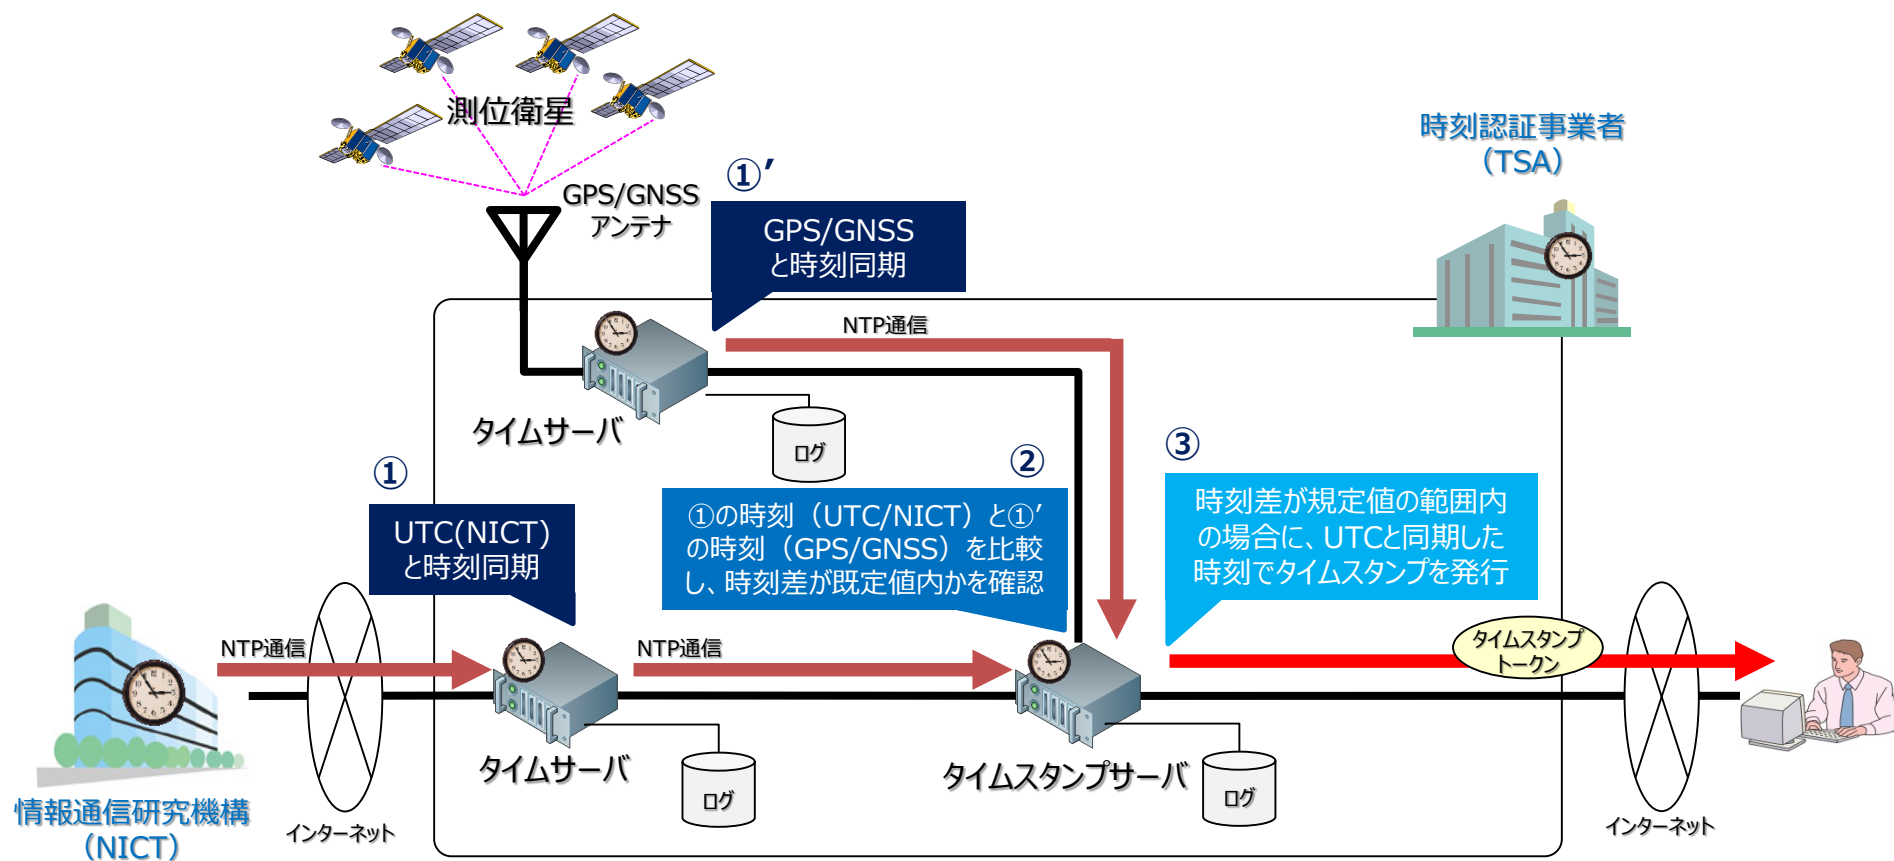 測位衛星
GPS/GNSS
アンテナ
①′
GPS/GNSS
と時刻同期
時刻認証事業者
（TSA）
NTP通信
タイムサーバ
ログ
①
UTC(NICT)
と時刻同期
②
①の時刻（UTC/NICT）と①′
の時刻（GPS/GNSS）を比較
し、時刻差が既定値内かを確認
③
時刻差が規定値の範囲内
の場合に、UTCと同期した
時刻でタイムスタンプを発行
NTP通信
NTP通信
タイムスタンプ
トークン
タイムサーバ
ログ
タイムスタンプサーバ
ログ
情報通信研究機構
（NICT）
インターネット
インターネット